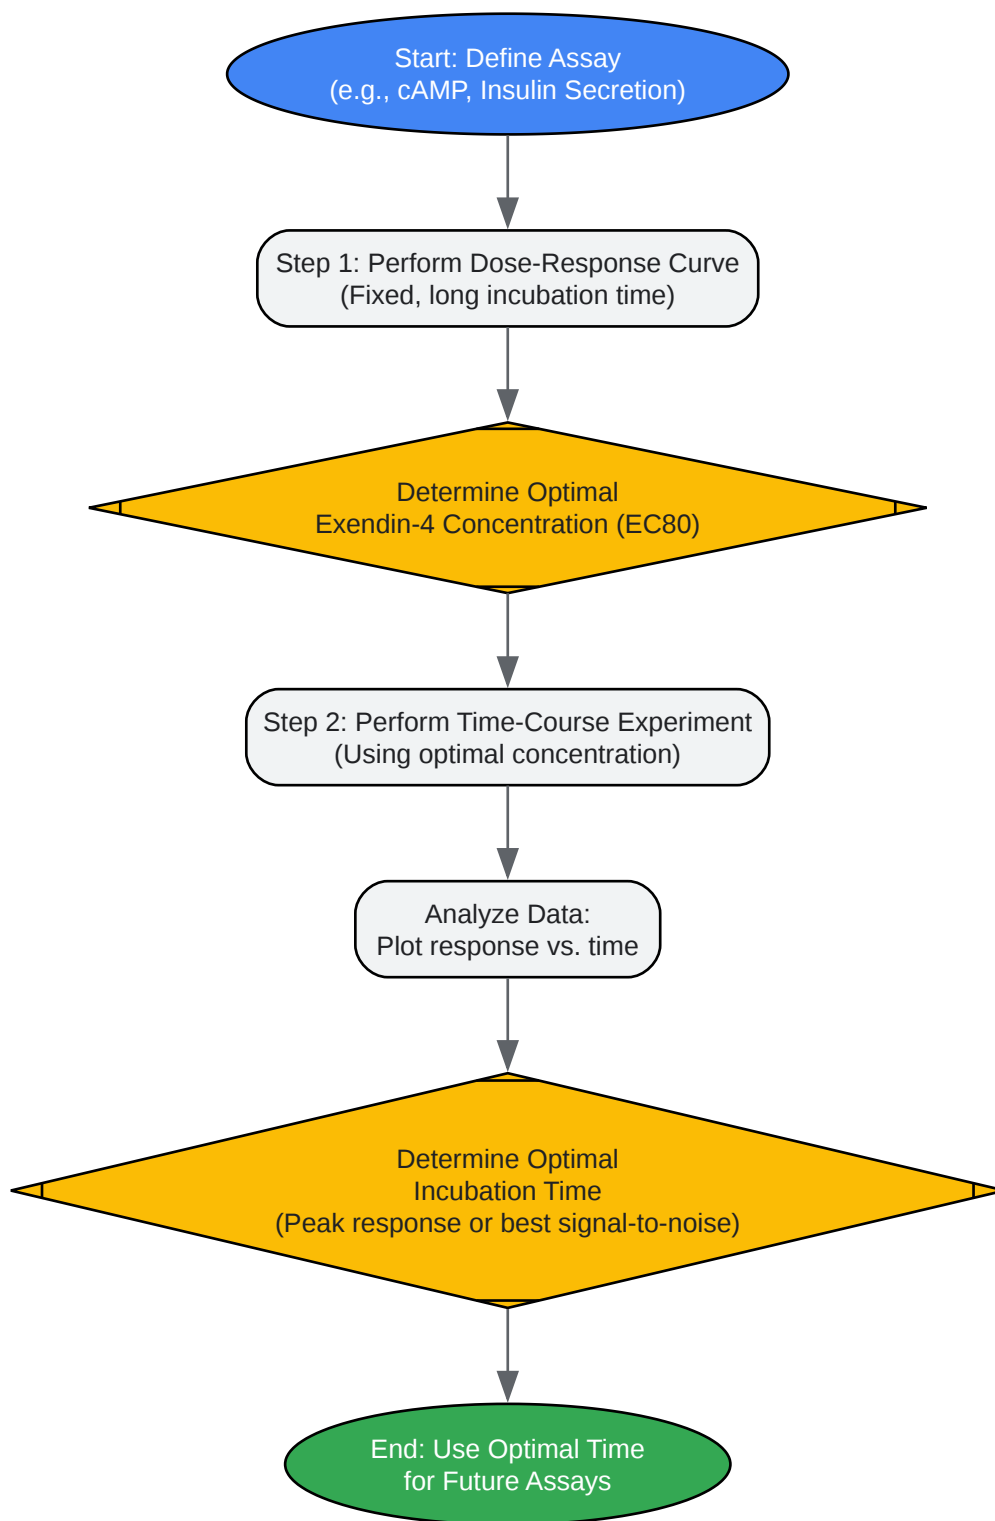 Start: Define Assay
(e.g., cAMP, Insulin Secretion)
Step 1: Perform Dose-Response Curve
(Fixed, long incubation time)
Determine Optimal
Exendin-4 Concentration (EC80)
Step 2: Perform Time-Course Experiment
(Using optimal concentration)
Analyze Data:
Plot response vs. time
Determine Optimal
Incubation Time
(Peak response or best signal-to-noise)
End: Use Optimal Time
for Future Assays